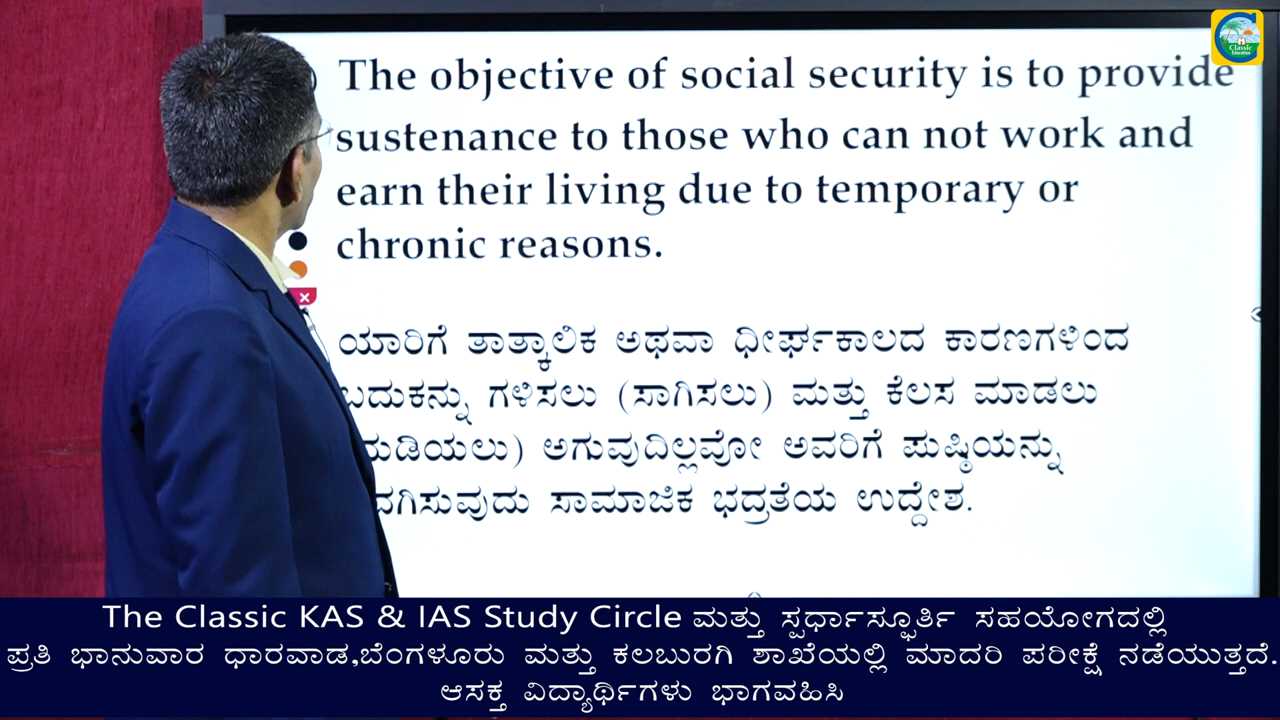 The objective of social security is to provide
sustenance to those who can not work and
earn their living due to temporary or
chronic reasons.
ಯಾರಿಗೆ ತಾತ್ಕಾಲಿಕ ಅಥವಾ ಧೀರ್ಘಕಾಲದ ಕಾರಣಗಳಿಂದ
ಬದುಕನ್ನು ಗಳಿಸಲು (ಸಾಗಿಸಲು) ಮತ್ತು ಕೆಲಸ ಮಾಡಲು
ಅಗುವುದಿಲ್ಲವೋ ಅವರಿಗೆ ಪುಷ್ಠಿಯನ್ನು
ಸಾಮಾಜಿಕ ಭದ್ರತೆಯ ಉದ್ದೇಶ.
Classic
Education
The Classic KAS & IAS Study Circle ಮತ್ತು ಸ್ಪರ್ಧಾಸ್ಫೂರ್ತಿ ಸಹಯೋಗದಲ್ಲಿ
ಪ್ರತಿ ಭಾನುವಾರ ಧಾರವಾಡ,ಬೆಂಗಳೂರು ಮತ್ತು ಕಲಬುರಗಿ ಶಾಖೆಯಲ್ಲಿ ಮಾದರಿ ಪರೀಕ್ಷೆ ನಡೆಯುತ್ತದೆ.
ಆಸಕ್ತ ವಿದ್ಯಾರ್ಥಿಗಳು ಭಾಗವಹಿಸಿ